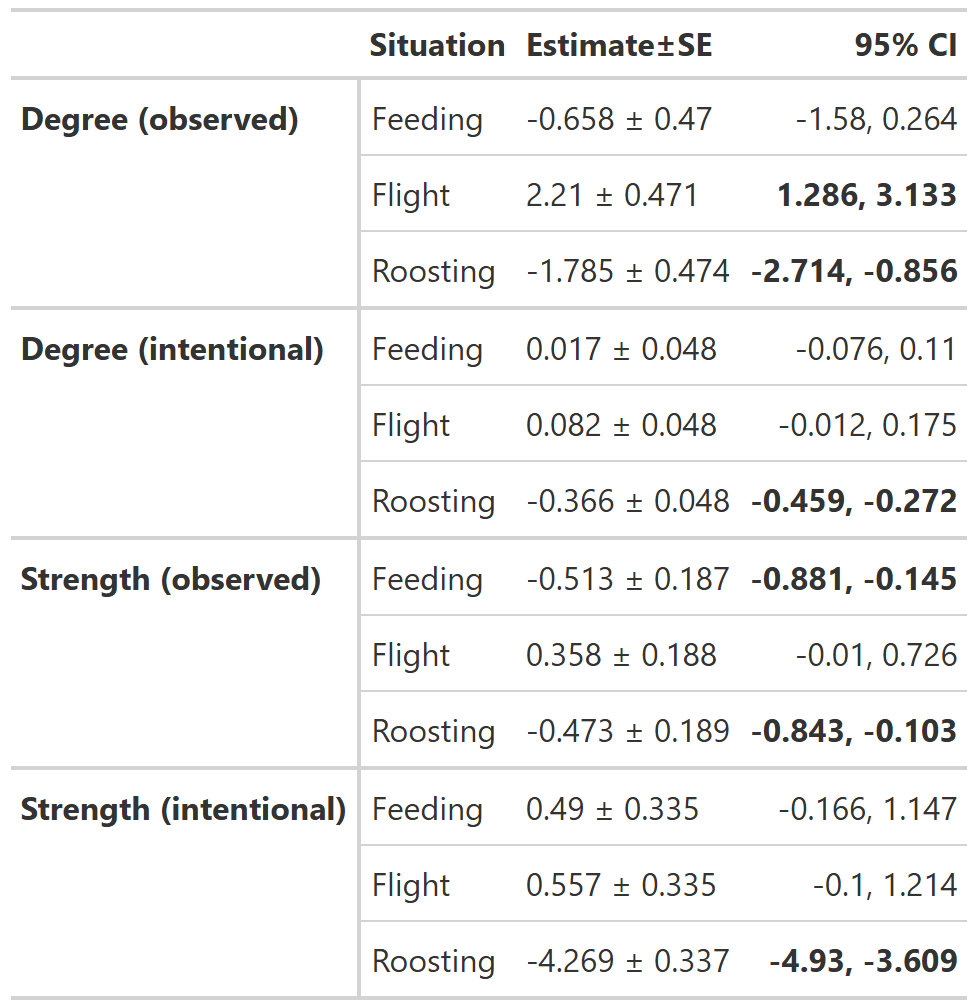 Situation Estimate±SE 95% CI
Degree (observed) Feeding -0.658 ± 0.47 -1.58, 0.264
Flight 2.21 ± 0.471 1.286, 3.133
Roosting -1.785 ± 0.474 -2.714, -0.856
Degree (intentional) Feeding 0.017 ± 0.048 -0.076, 0.11
Flight 0.082 ± 0.048 -0.012, 0.175
Roosting -0.366 ± 0.048 -0.459, -0.272
Strength (observed) Feeding -0.513 ± 0.187 -0.881, -0.145
Flight 0.358 ± 0.188 -0.01, 0.726
Roosting -0.473 ± 0.189 -0.843, -0.103
Strength (intentional) Feeding 0.49 ± 0.335 -0.166, 1.147
Flight 0.557 ± 0.335 -0.1, 1.214
Roosting -4.269 ± 0.337 -4.93, -3.609